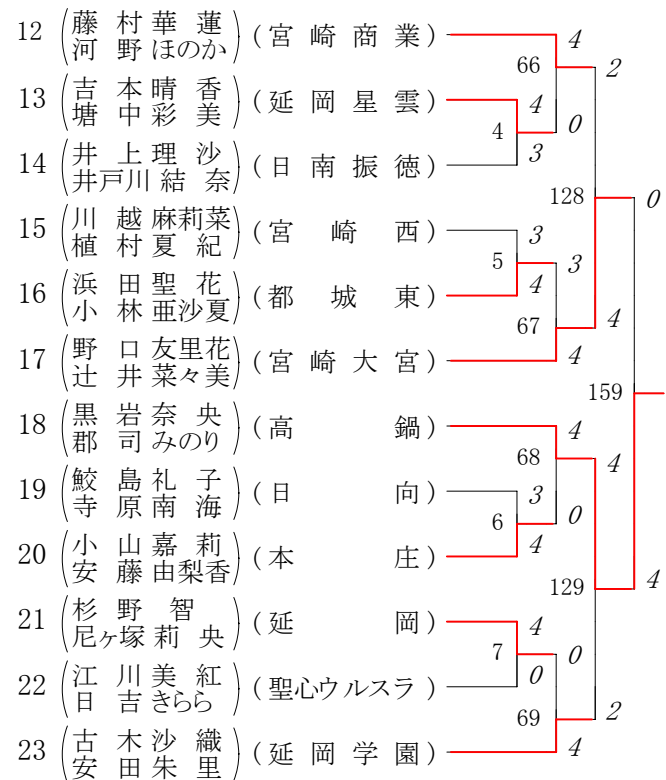 12 藤村華蓮 (宮崎商業) 4
河野ほのか
66 2
13 吉本晴香 (延岡星雲) 4
塘中彩美
4 0
14 井上理沙 (日南振徳) 3
井戸川結奈
128 0
15 川越麻莉菜 (宮崎西) 3
植村夏紀
5 3
16 浜田聖花 (都城東) 4
小林亜沙夏
67 4
17 野口友里花 (宮崎大宮) 4
辻井菜々美
159
18 黒岩奈央 (高鍋) 4
郡司みのり
68 4
19 鮫島礼子 (日向) 3
寺原南海
6 0
20 小山嘉莉 (本庄) 4
安藤由梨香
129 4
21 杉野智 (延岡) 4
尼ヶ塚莉央
7 0
22 江川美紅 (聖心ウルスラ) 0
日吉きらら
69 2
23 古木沙織 (延岡学園) 4
安田朱里